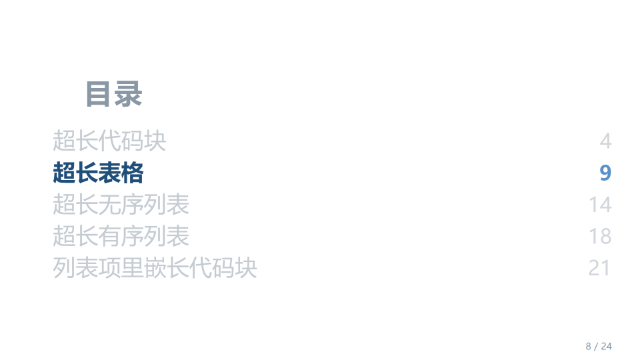 目录
超长代码块 4
超长表格 9
超长无序列表 14
超长有序列表 18
列表项里嵌长代码块 21
8 / 24